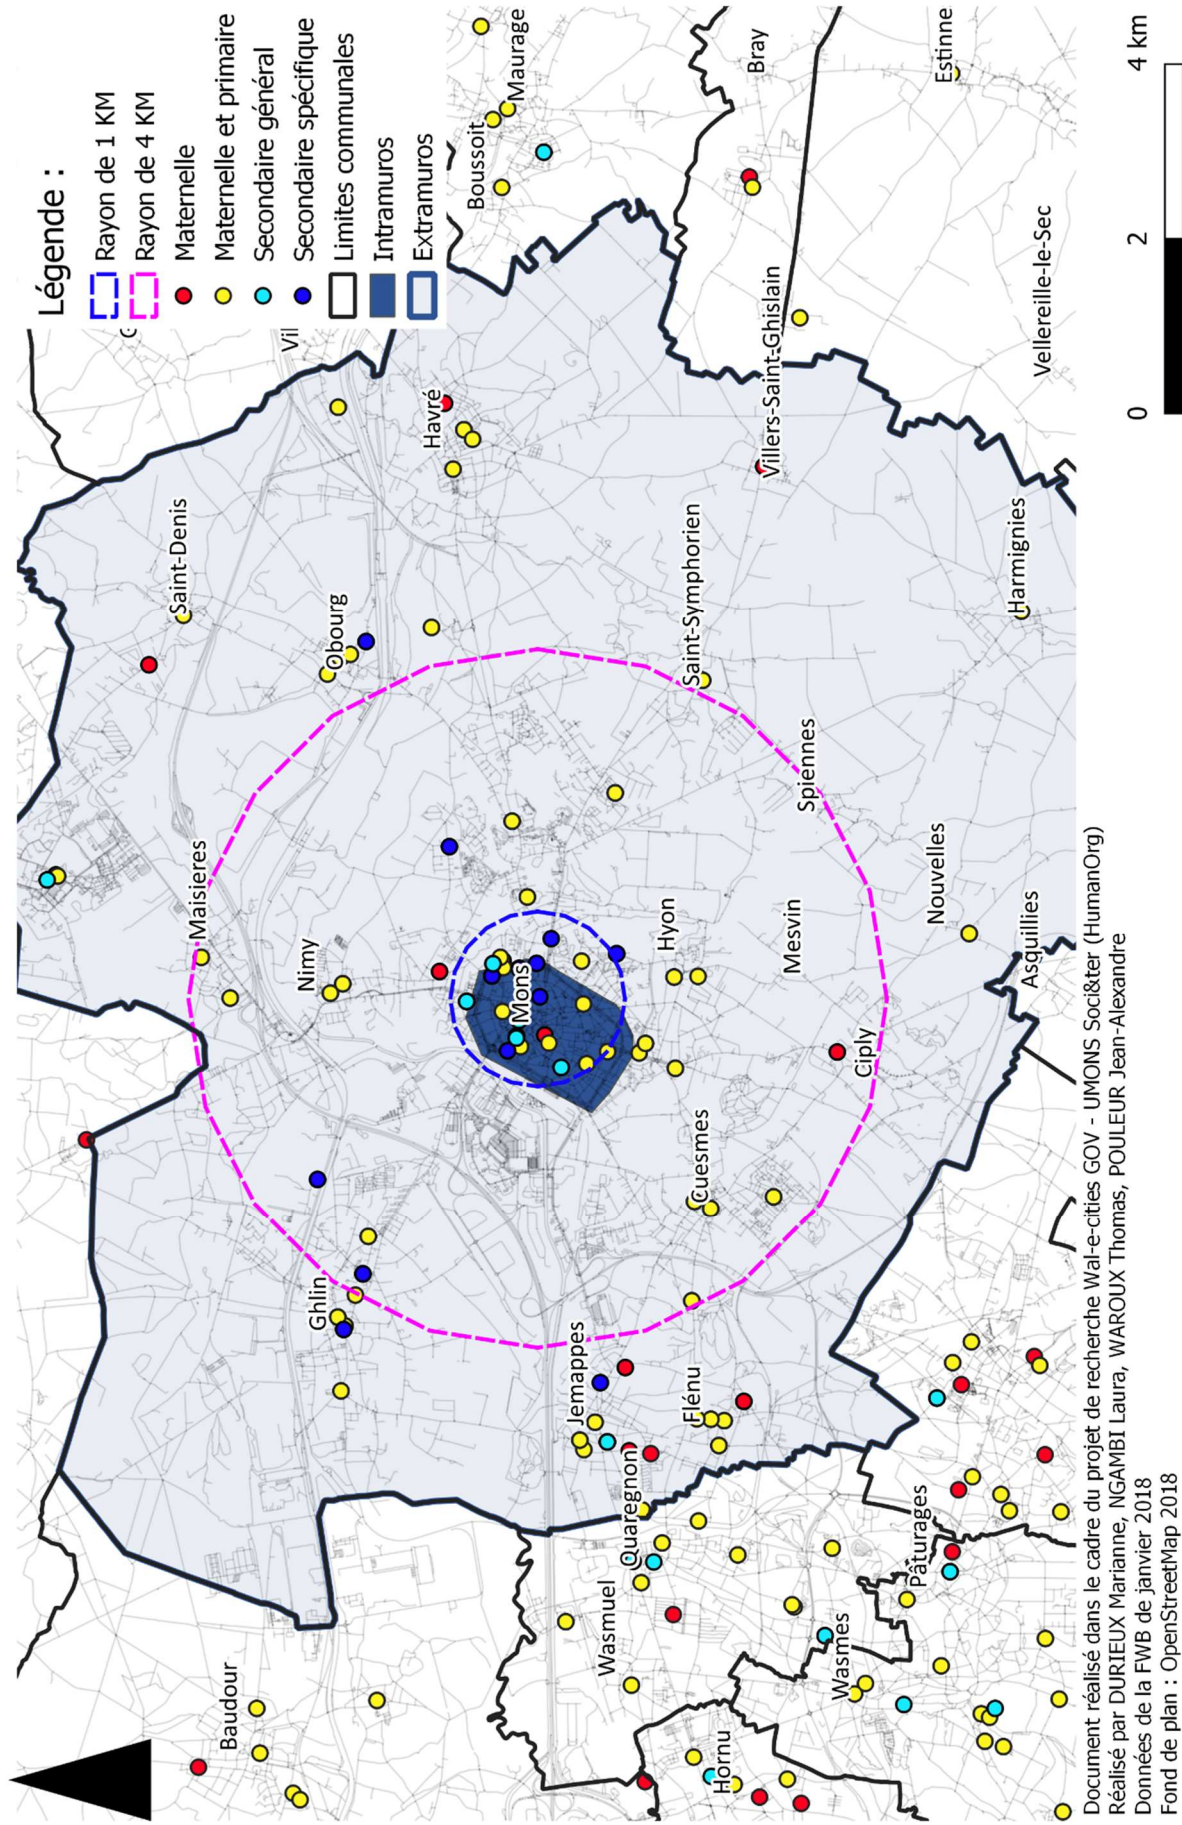 Légende :
Rayon de 1 KM
Rayon de 4 KM
Maternelle
Maternelle et primaire
Secondaire général
Secondaire spécifique
Limites communales
Intramuros
Extramuros
Baudour
Ghlin
Nimy
Maisieres
Obourg
Saint-Denis
Havré
Boussoit
Maurage
Bray
Estinne
Wasmuel
Quaregnon
Jemappes
Flénu
Cuesmes
Mons
Hyon
Saint-Symphorien
Villers-Saint-Ghislain
Vellereille-le-Sec
Hornu
Wasmes
Pâturages
Ciply
Mesvin
Spiennes
Nouvelles
Asquillies
Harmignies
0 2 4 km
Document réalisé dans le cadre du projet de recherche Wal-e-cities GOV - UMONS Soci&ter (HumanOrg)
Réalisé par DURIEUX Marianne, NGAMBI Laura, WAROUX Thomas, POULEUR Jean-Alexandre
Données de la FWB de janvier 2018
Fond de plan : OpenStreetMap 2018